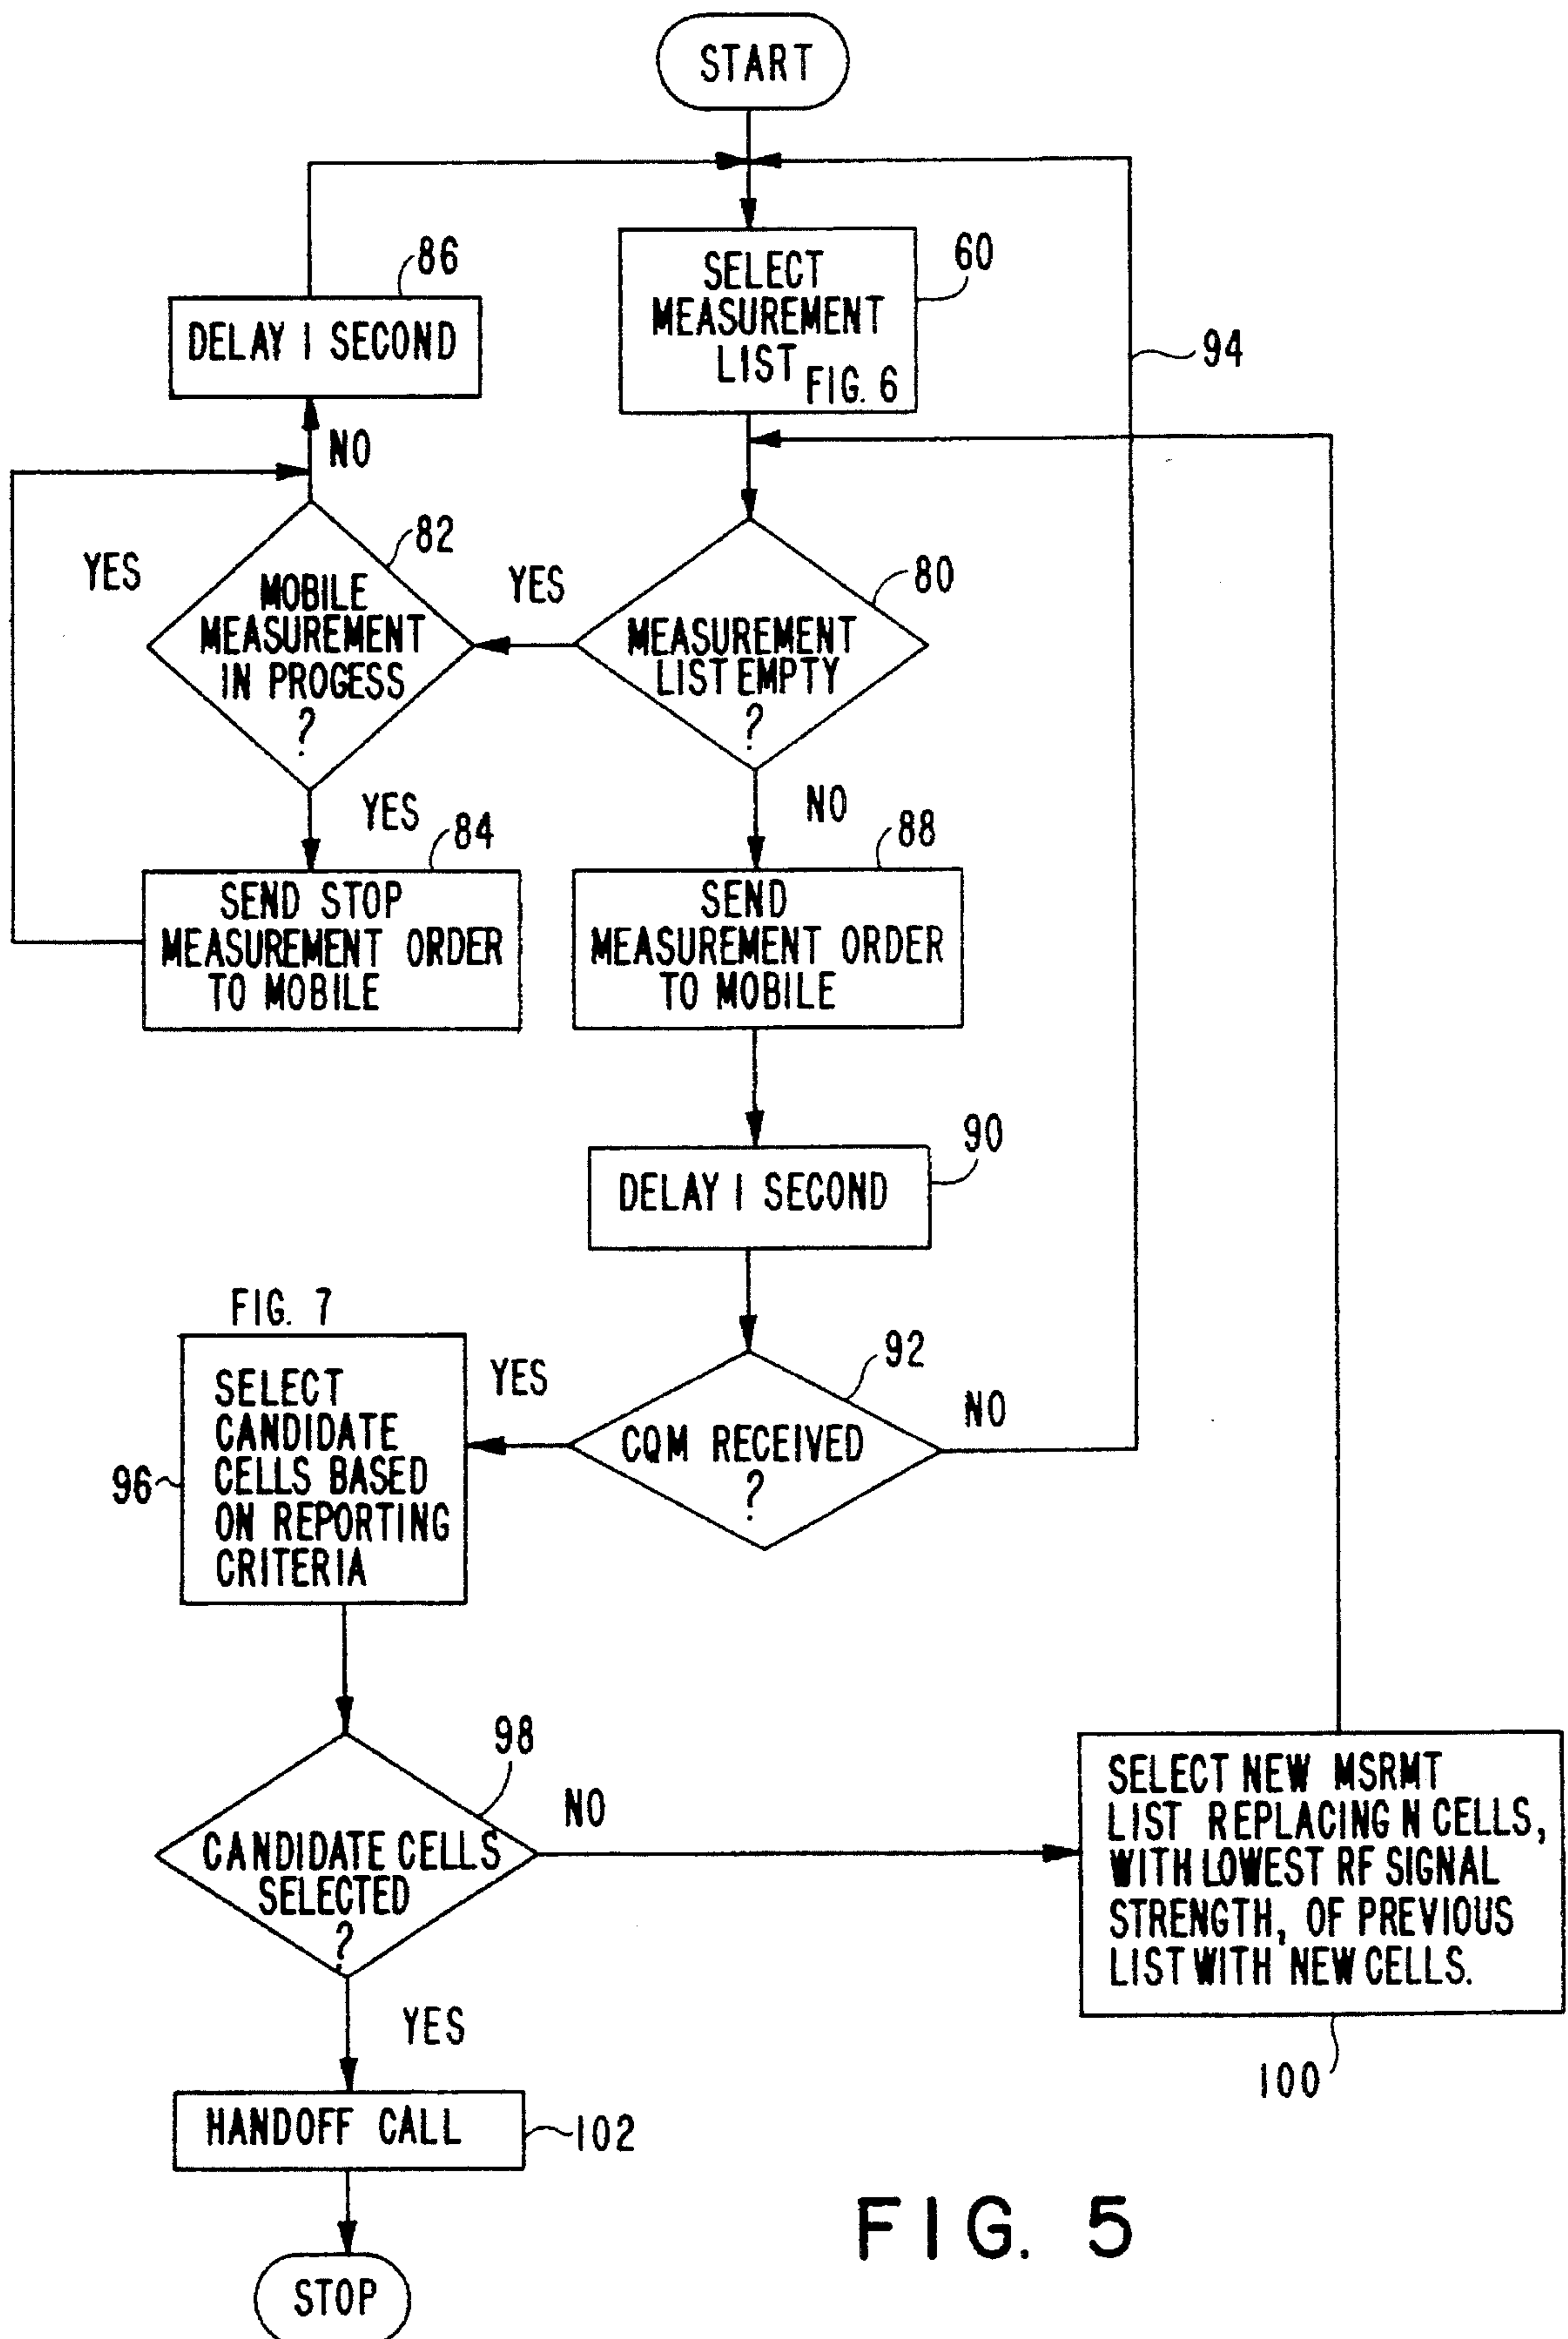 START
86
DELAY 1 SECOND
SELECT
MEASUREMENT
LIST FIG. 6
60
94
NO
YES
82
MOBILE
MEASUREMENT
IN PROGESS
?
YES
80
MEASUREMENT
LIST EMPTY
?
YES
NO
84
SEND STOP
MEASUREMENT ORDER
TO MOBILE
88
SEND
MEASUREMENT ORDER
TO MOBILE
90
DELAY 1 SECOND
FIG. 7
96
SELECT
CANDIDATE
CELLS BASED
ON REPORTING
CRITERIA
YES
92
CQM RECEIVED
?
NO
98
CANDIDATE CELLS
SELECTED
?
NO
SELECT NEW MSRMT
LIST REPLACING N CELLS,
WITH LOWEST RF SIGNAL
STRENGTH, OF PREVIOUS
LIST WITH NEW CELLS.
100
YES
HANDOFF CALL
102
STOP
FIG. 5